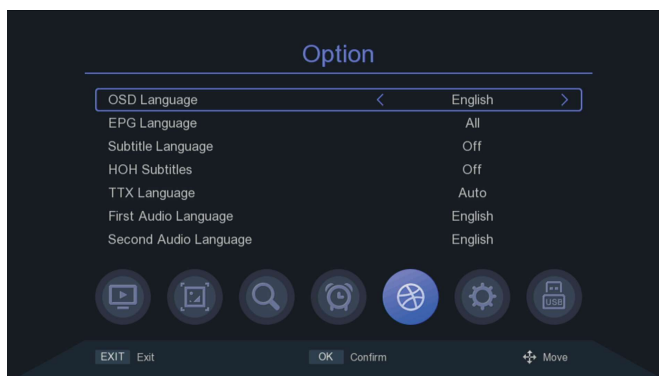 Option
OSD Language < English >
EPG Language All
Subtitle Language Off
HOH Subtitles Off
TTX Language Auto
First Audio Language English
Second Audio Language English
USB
EXIT Exit OK Confirm Move